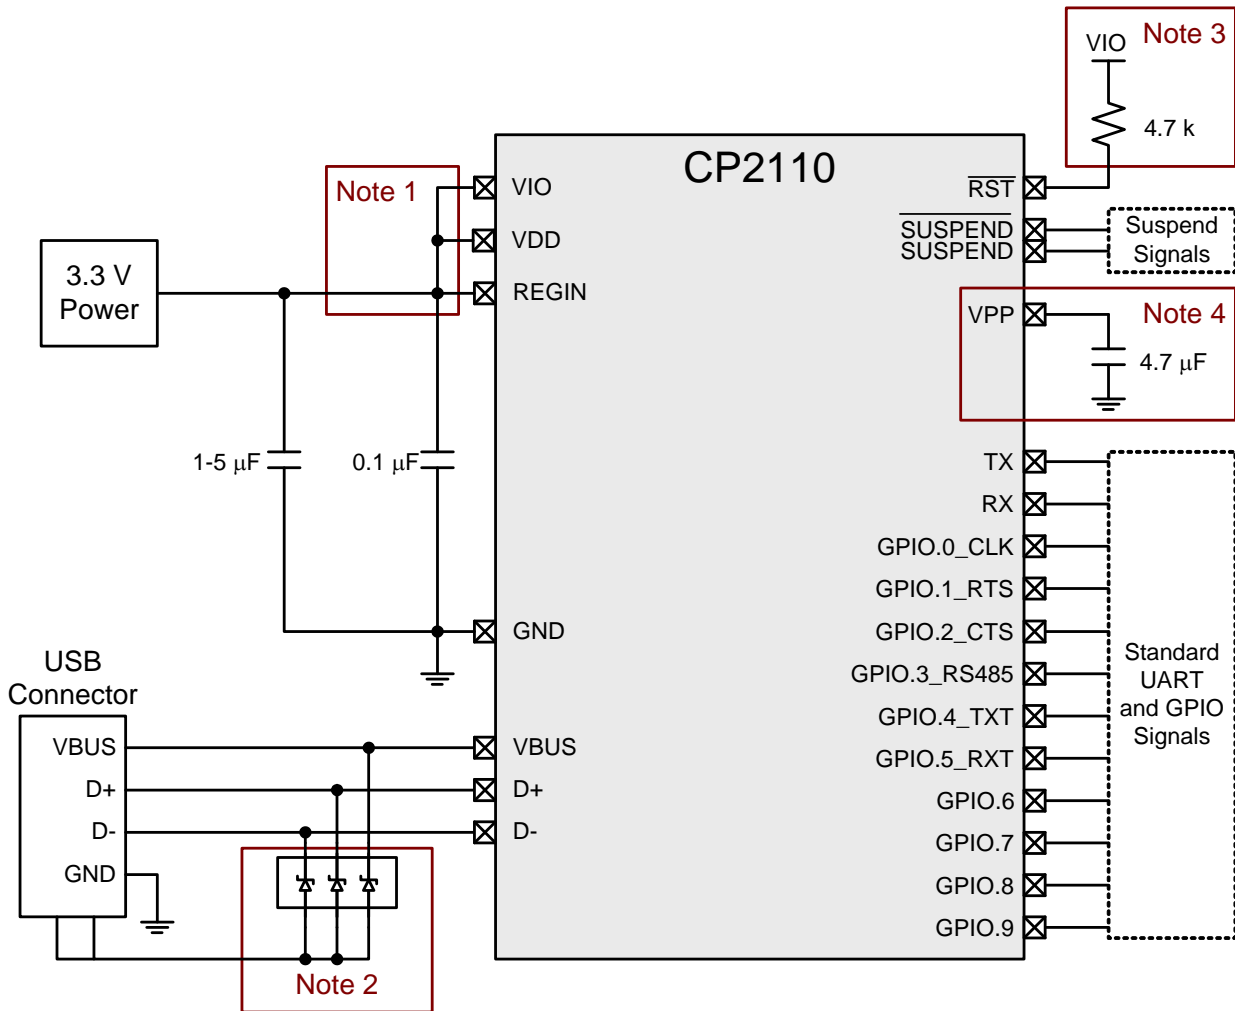 CP2110
Note 1
VIO
VDD
REGIN
3.3 V
Power
1-5 μF
0.1 μF
GND
USB
Connector
VBUS
D+
D-
GND
VBUS
D+
D-
Note 2
VIO
Note 3
4.7 k
RST
SUSPEND
SUSPEND
Suspend
Signals
VPP
Note 4
4.7 μF
TX
RX
GPIO.0_CLK
GPIO.1_RTS
GPIO.2_CTS
GPIO.3_RS485
GPIO.4_TXT
GPIO.5_RXT
GPIO.6
GPIO.7
GPIO.8
GPIO.9
Standard
UART
and GPIO
Signals